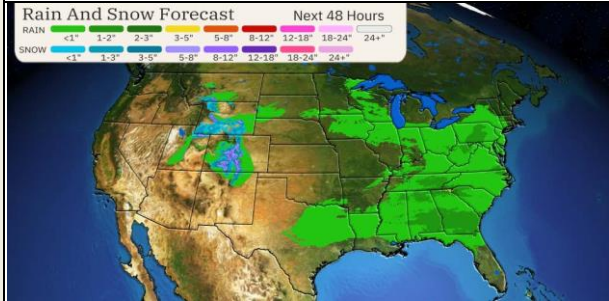 Rain And Snow Forecast Next 48 Hours
RAIN
<1" 1-2" 2-3" 3-5" 5-8" 8-12" 12-18" 18-24" 24+"
SNOW
<1" 1-3" 3-5" 5-8" 8-12" 12-18" 18-24" 24+"